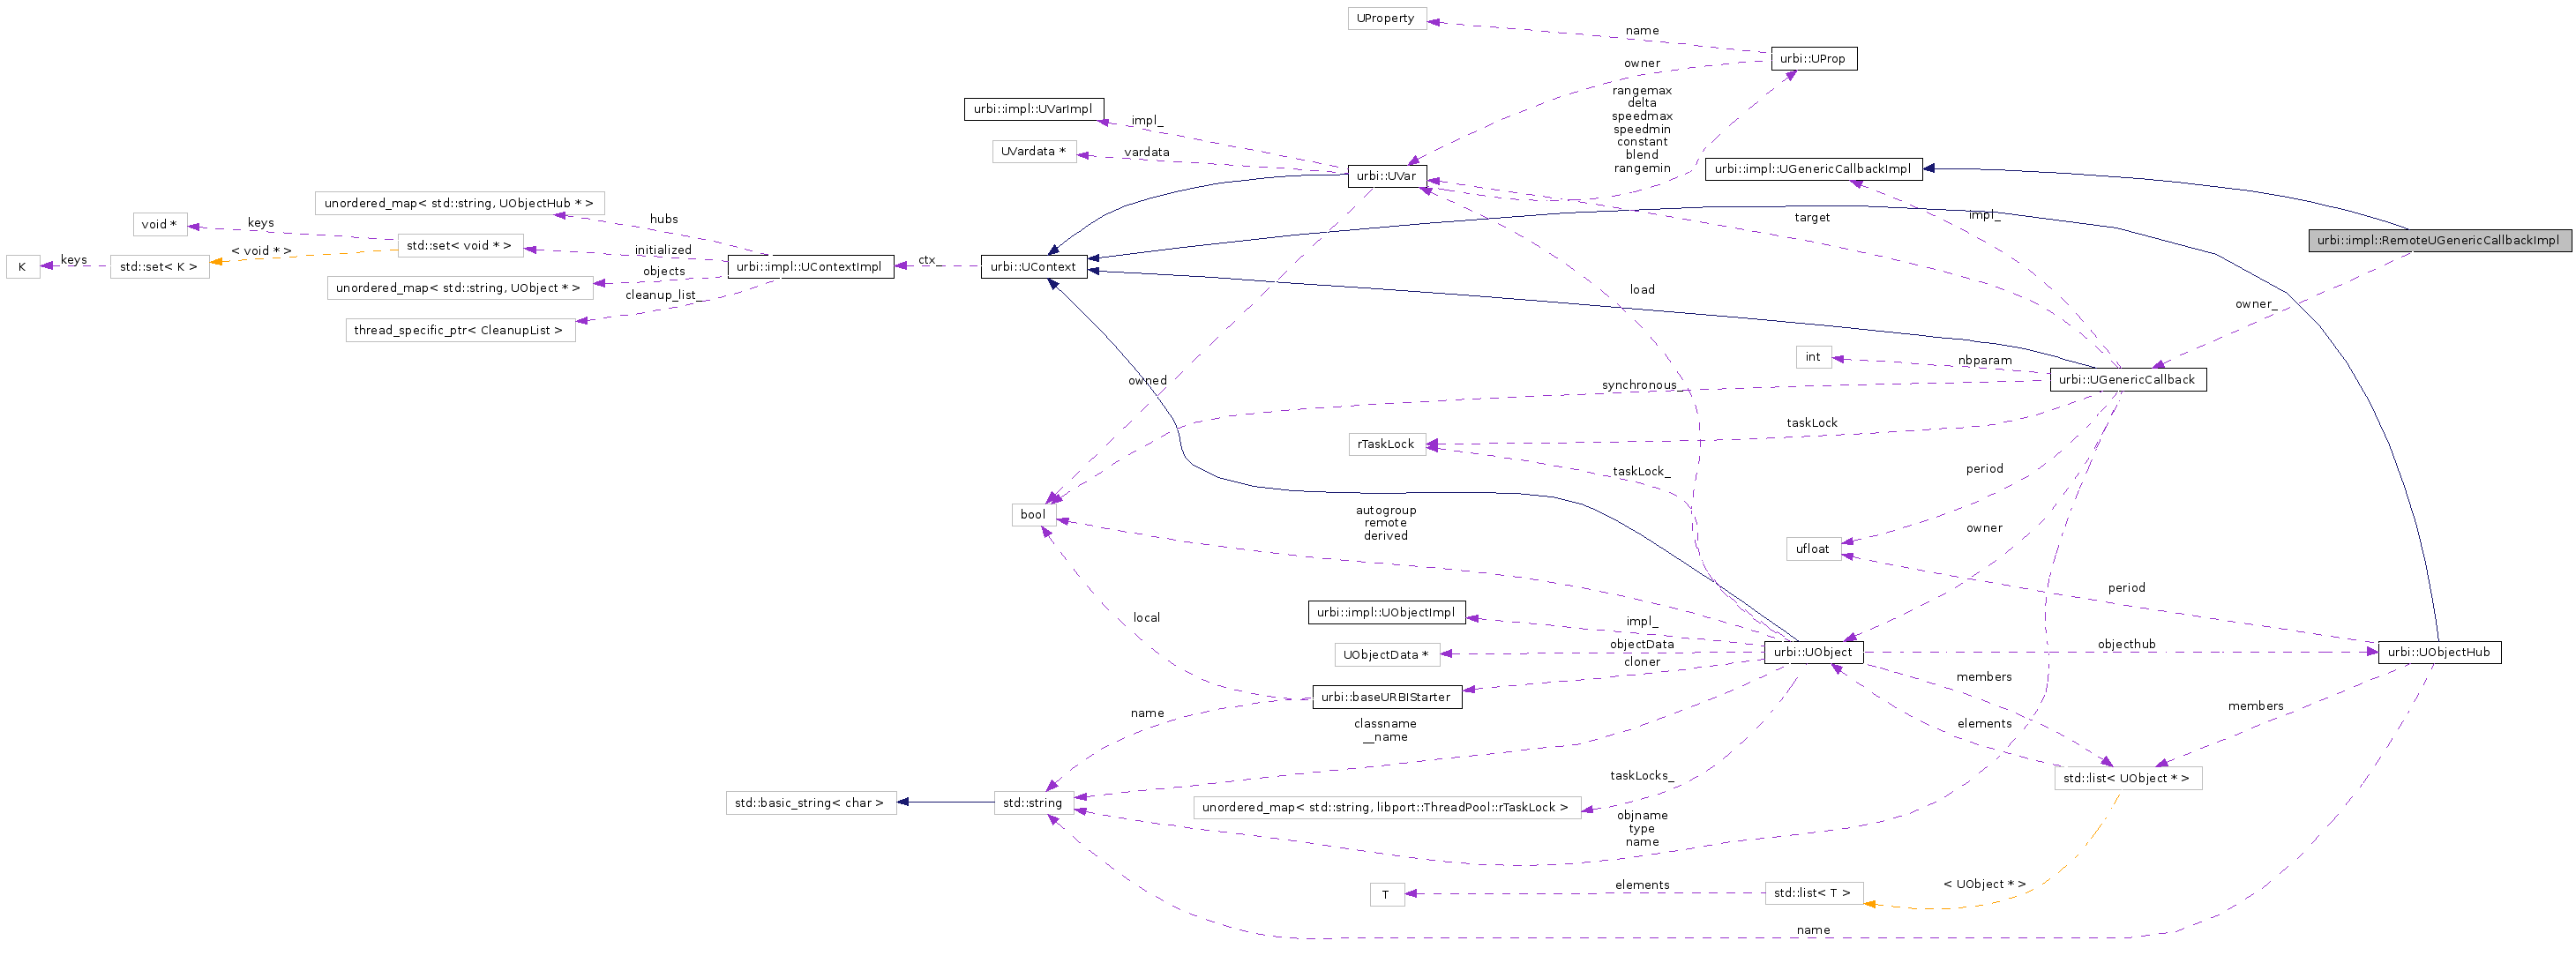 UProperty
name
urbi::UProp
owner
rangemax
delta
speedmax
speedmin
constant
blend
rangemin
urbi::impl::UVarImpl
impl_
UVardata *
vardata
urbi::UVar
urbi::impl::UGenericCallbackImpl
unordered_map< std::string, UObjectHub * >
hubs
void *
keys
target
impl_
urbi::impl::RemoteUGenericCallbackImpl
std::set< void * >
< void * >
initialized
K
keys
std::set< K >
urbi::impl::UContextImpl
ctx_
urbi::UContext
objects
unordered_map< std::string, UObject * >
cleanup_list_
load
owner_
thread_specific_ptr< CleanupList >
int
nbparam
owned
synchronous_
urbi::UGenericCallback
taskLock
rTaskLock
taskLock_
period
bool
autogroup
remote
derived
owner
ufloat
period
urbi::impl::UObjectImpl
impl_
local
UObjectData *
objectData
cloner
urbi::UObject
objecthub
urbi::UObjectHub
members
urbi::baseURBIStarter
name
classname
__name
elements
members
taskLocks_
std::list< UObject * >
std::basic_string< char >
std::string
unordered_map< std::string, libport::ThreadPool::rTaskLock >
objname
type
name
T
elements
std::list< T >
< UObject * >
name